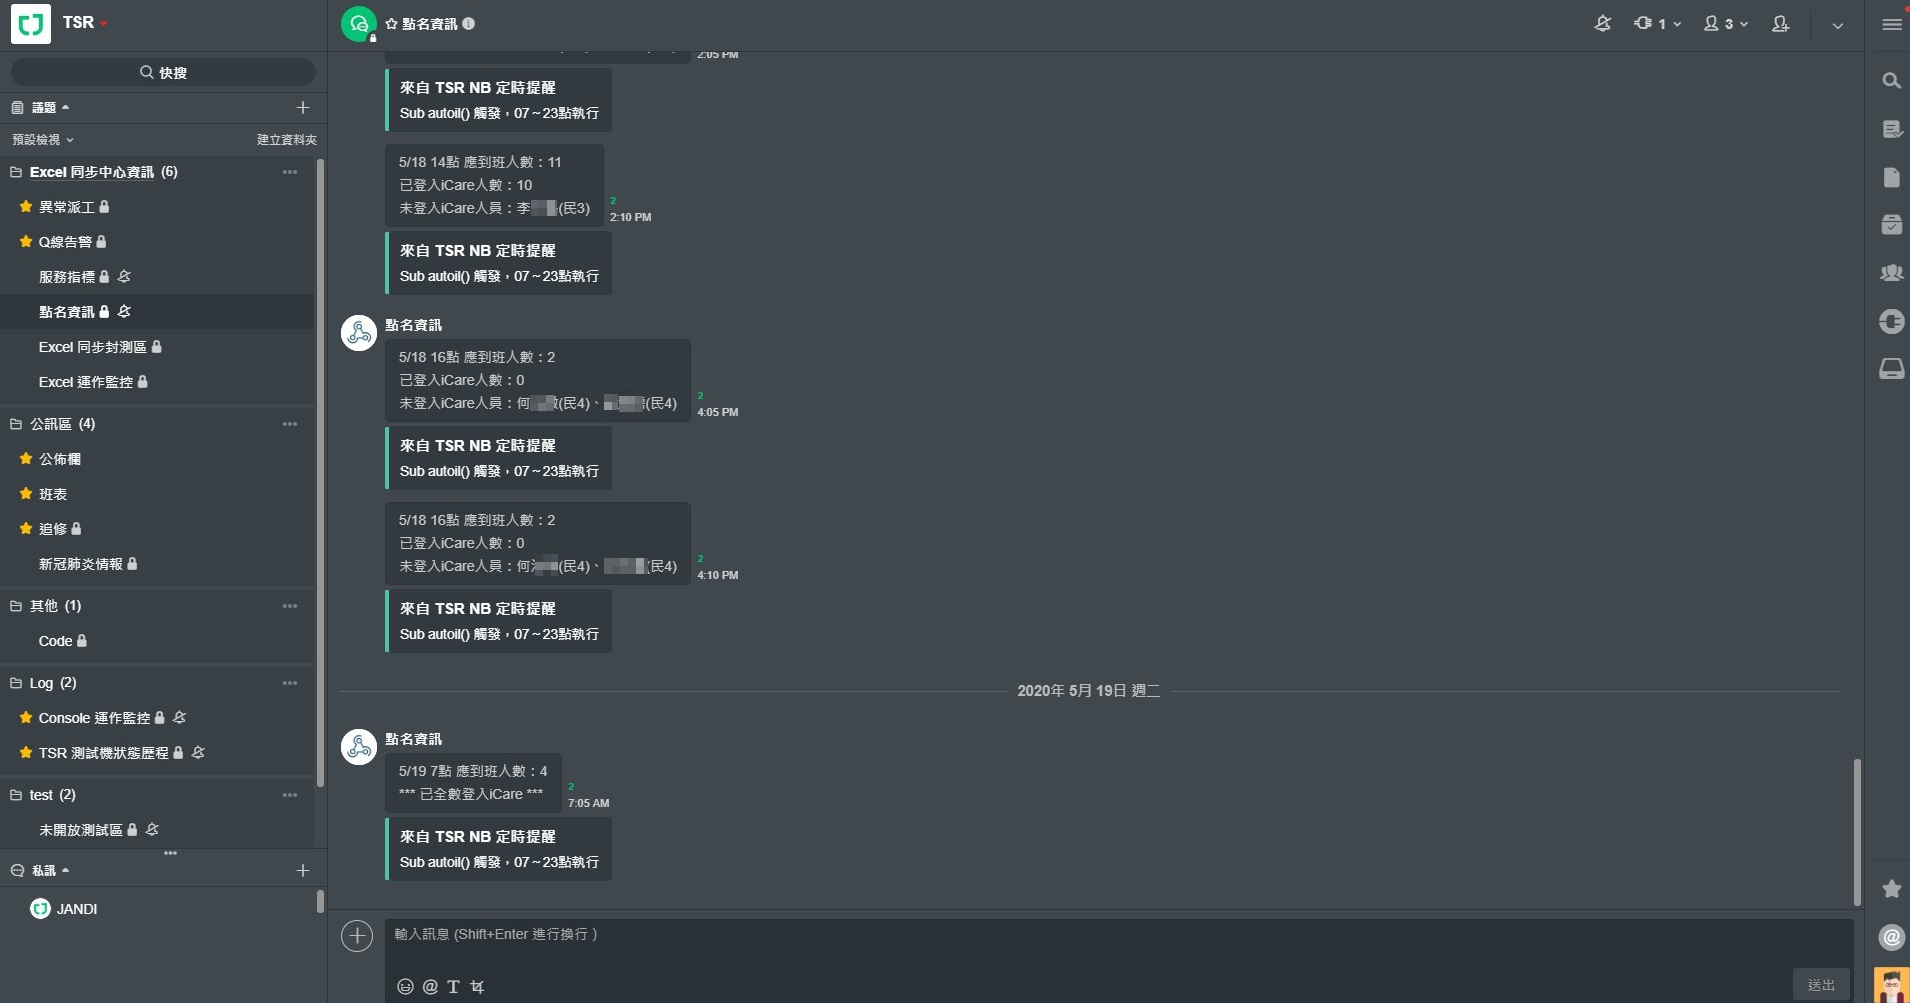 TSR
快搜
議題
預設檢視
建立資料夾
Excel 同步中心資訊 (6)
異常派工
Q線告警
服務指標
點名資訊
Excel 同步封測區
Excel 運作監控
公訊區 (4)
公佈欄
班表
追修
新冠肺炎情報
其他 (1)
Code
Log (2)
Console 運作監控
TSR 測試機狀態歷程
test (2)
未開放測試區
私訊
JANDI
點名資訊
1
3
2:05 PM
來自 TSR NB 定時提醒
Sub autoil() 觸發，07～23點執行
5/18 14點 應到班人數：11
已登入iCare人數：10
未登入iCare人員：李(民3)
2
2:10 PM
來自 TSR NB 定時提醒
Sub autoil() 觸發，07～23點執行
點名資訊
5/18 16點 應到班人數：2
已登入iCare人數：0
未登入iCare人員：何(民4)、(民4)
2
4:05 PM
來自 TSR NB 定時提醒
Sub autoil() 觸發，07～23點執行
5/18 16點 應到班人數：2
已登入iCare人數：0
未登入iCare人員：何(民4)、(民4)
2
4:10 PM
來自 TSR NB 定時提醒
Sub autoil() 觸發，07～23點執行
2020年 5月 19日 週二
點名資訊
5/19 7點 應到班人數：4
*** 已全數登入iCare ***
2
7:05 AM
來自 TSR NB 定時提醒
Sub autoil() 觸發，07～23點執行
輸入訊息 (Shift+Enter 進行換行 )
送出